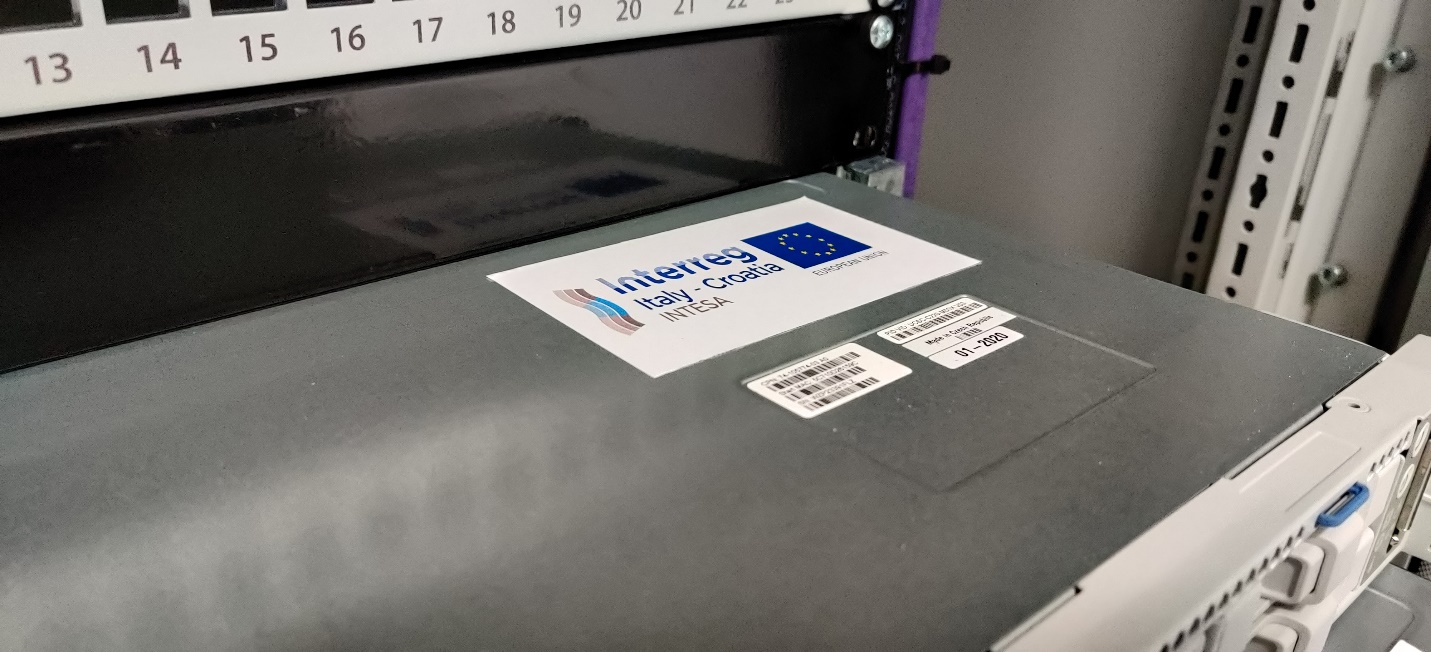 13 14 15 16 17 18 19 20 21 22 23
Interreg
Italy - Croatia
INTESA
EUROPEAN UNION
Made in Czech Republic
01-2020